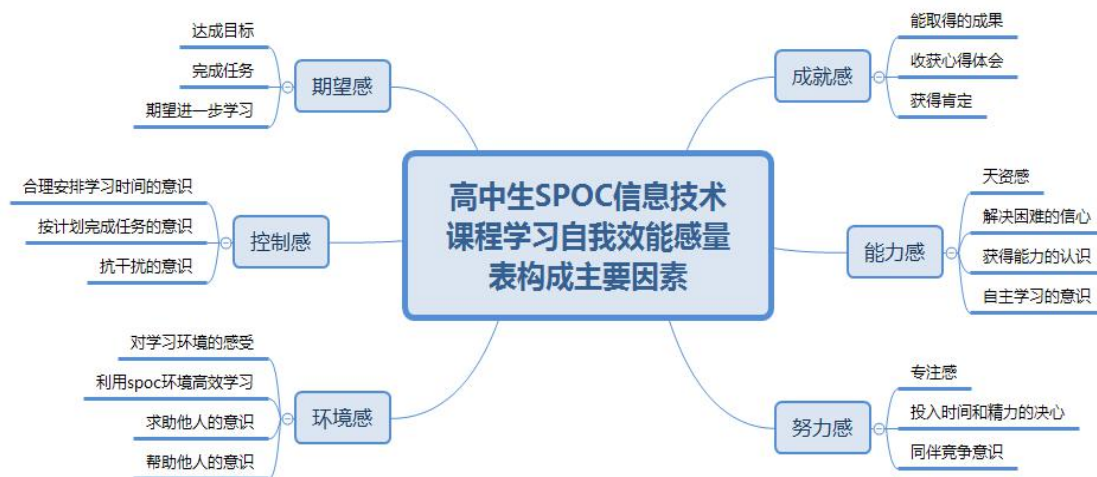 高中生SPOC信息技术
课程学习自我效能感量
表构成主要因素
成就感
能取得的成果
收获心得体会
获得肯定
能力感
天资感
解决困难的信心
获得能力的认识
自主学习的意识
努力感
专注感
投入时间和精力的决心
同伴竞争意识
期望感
达成目标
完成任务
期望进一步学习
控制感
合理安排学习时间的意识
按计划完成任务的意识
抗干扰的意识
环境感
对学习环境的感受
利用spoc环境高效学习
求助他人的意识
帮助他人的意识